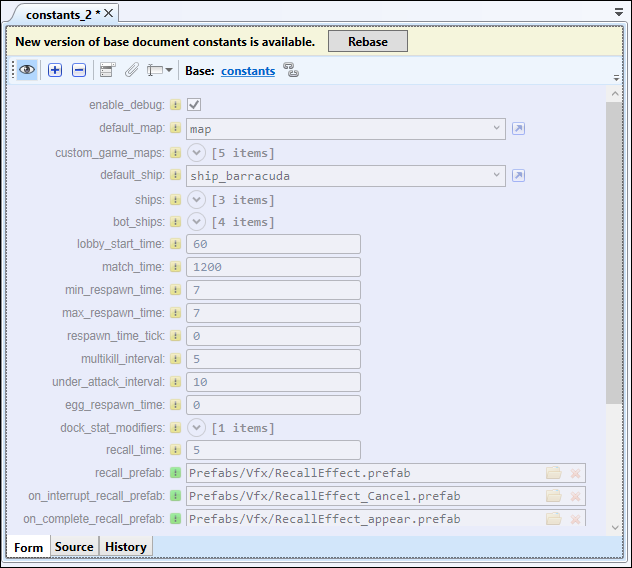 constants_2 *
New version of base document constants is available. Rebase
Base: constants
enable_debug:
default_map: map
custom_game_maps: [5 items]
default_ship: ship_barracuda
ships: [3 items]
bot_ships: [4 items]
lobby_start_time: 60
match_time: 1200
min_respawn_time: 7
max_respawn_time: 7
respawn_time_tick: 0
multikill_interval: 5
under_attack_interval: 10
egg_respawn_time: 0
dock_stat_modifiers: [1 items]
recall_time: 5
recall_prefab: Prefabs/Vfx/RecallEffect.prefab
on_interrupt_recall_prefab: Prefabs/Vfx/RecallEffect_Cancel.prefab
on_complete_recall_prefab: Prefabs/Vfx/RecallEffect_appear.prefab
Form Source History